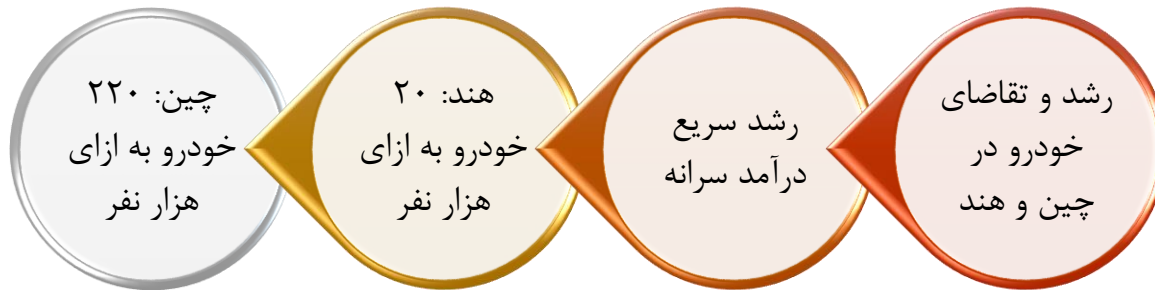 رشد و تقاضای
خودرو در
چین و هند
رشد سریع
درآمد سرانه
هند: ۲۰
خودرو به ازای
هزار نفر
چین: ۲۲۰
خودرو به ازای
هزار نفر